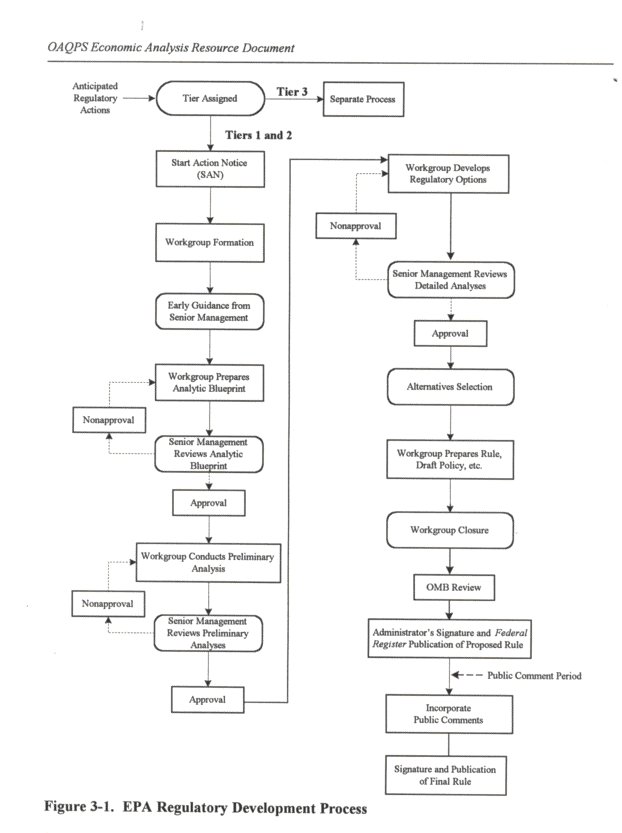 OAQPS Economic Analysis Resource Document
Anticipated
Regulatory
Actions
Tier Assigned
Tier 3
Separate Process
Tiers 1 and 2
Start Action Notice
(SAN)
Workgroup Formation
Early Guidance from
Senior Management
Workgroup Prepares
Analytic Blueprint
Nonapproval
Senior Management
Reviews Analytic
Blueprint
Approval
Workgroup Conducts Preliminary
Analysis
Nonapproval
Senior Management
Reviews Preliminary
Analyses
Approval
Workgroup Develops
Regulatory Options
Nonapproval
Senior Management Reviews
Detailed Analyses
Approval
Alternatives Selection
Workgroup Prepares Rule,
Draft Policy, etc.
Workgroup Closure
OMB Review
Administrator's Signature and Federal
Register Publication of Proposed Rule
Public Comment Period
Incorporate
Public Comments
Signature and Publication
of Final Rule
Figure 3-1. EPA Regulatory Development Process